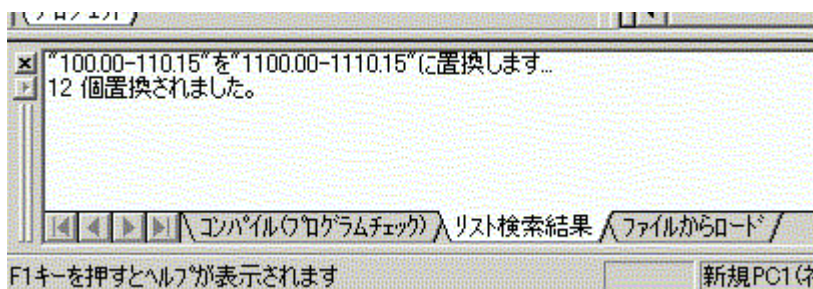 "100.00-110.15"を"1100.00-1110.15"に置換します...
12 個置換されました。
コンパイル(プログラムチェック) リスト検索結果 ファイルからロード
F1キーを押すとヘルプが表示されます 新規PC1(